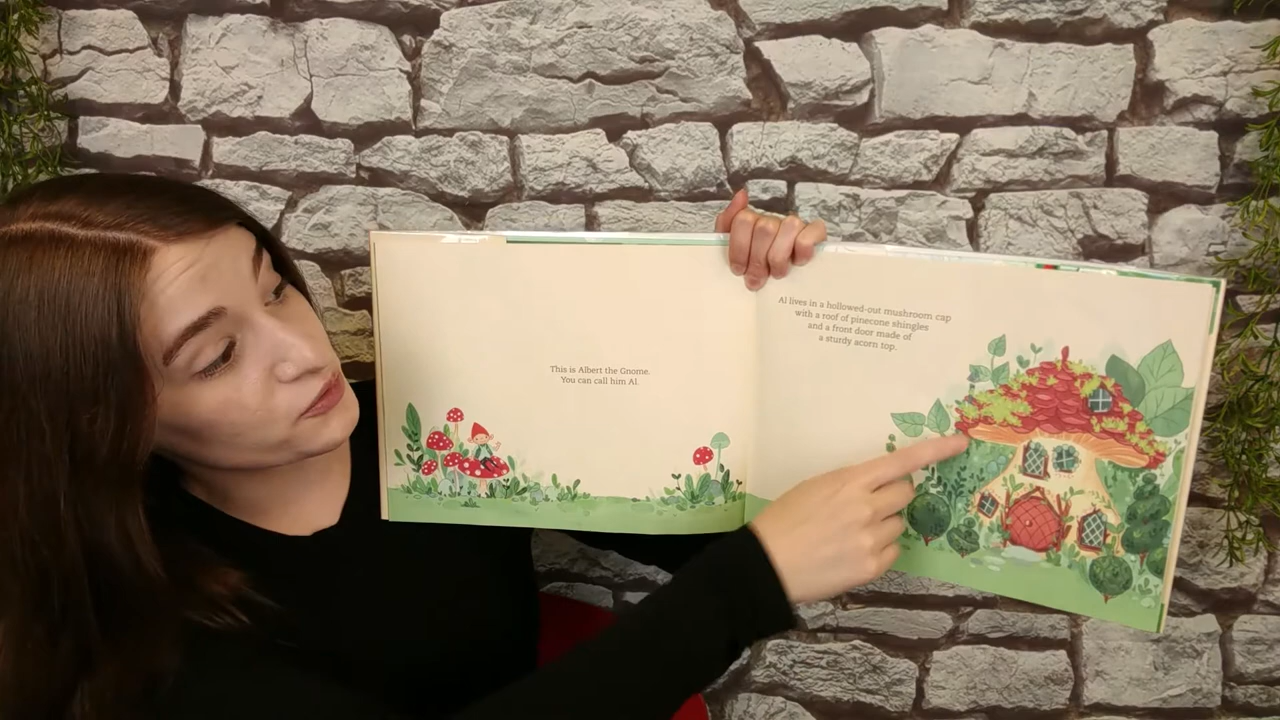 This is Albert the Gnome.
You can call him Al.
Al lives in a hollowed-out mushroom cap
with a roof of pinecone shingles
and a front door made of
a sturdy acorn top.